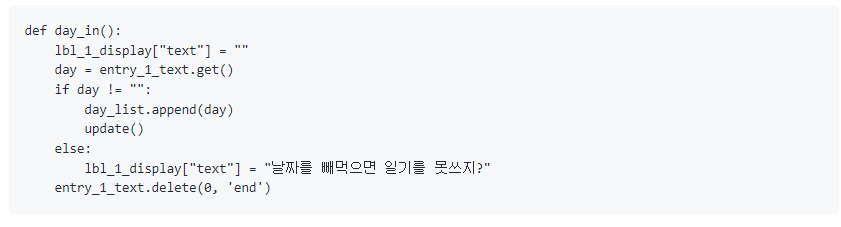 def day_in():
    lbl_1_display["text"] = ""
    day = entry_1_text.get()
    if day != "":
        day_list.append(day)
        update()
    else:
        lbl_1_display["text"] = "날짜를 빼먹으면 일기를 못쓰지?"
    entry_1_text.delete(0, 'end')